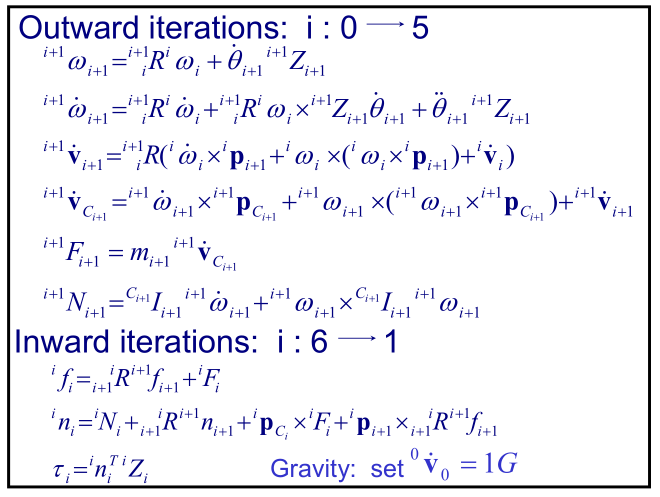 Outward iterations: i : 0 → 5
$^{i+1}\omega_{i+1} = {}^{i+1}_{i}R\,{}^{i}\omega_i + \dot{\theta}_{i+1}\,{}^{i+1}Z_{i+1}$
$^{i+1}\dot{\omega}_{i+1} = {}^{i+1}_{i}R\,{}^{i}\dot{\omega}_i + {}^{i+1}_{i}R\,{}^{i}\omega_i \times {}^{i+1}Z_{i+1}\dot{\theta}_{i+1} + \ddot{\theta}_{i+1}\,{}^{i+1}Z_{i+1}$
$^{i+1}\dot{\mathbf{v}}_{i+1} = {}^{i+1}_{i}R({}^{i}\dot{\omega}_i \times {}^{i}\mathbf{p}_{i+1} + {}^{i}\omega_i \times ({}^{i}\omega_i \times {}^{i}\mathbf{p}_{i+1}) + {}^{i}\dot{\mathbf{v}}_i)$
$^{i+1}\dot{\mathbf{v}}_{C_{i+1}} = {}^{i+1}\dot{\omega}_{i+1} \times {}^{i+1}\mathbf{p}_{C_{i+1}} + {}^{i+1}\omega_{i+1} \times ({}^{i+1}\omega_{i+1} \times {}^{i+1}\mathbf{p}_{C_{i+1}}) + {}^{i+1}\dot{\mathbf{v}}_{i+1}$
$^{i+1}F_{i+1} = m_{i+1}\,{}^{i+1}\dot{\mathbf{v}}_{C_{i+1}}$
$^{i+1}N_{i+1} = {}^{C_{i+1}}I_{i+1}\,{}^{i+1}\dot{\omega}_{i+1} + {}^{i+1}\omega_{i+1} \times {}^{C_{i+1}}I_{i+1}\,{}^{i+1}\omega_{i+1}$
Inward iterations: i : 6 → 1
$^{i}f_i = {}_{i+1}^{i}R\,{}^{i+1}f_{i+1} + {}^{i}F_i$
$^{i}n_i = {}^{i}N_i + {}_{i+1}^{i}R\,{}^{i+1}n_{i+1} + {}^{i}\mathbf{p}_{C_i} \times {}^{i}F_i + {}^{i}\mathbf{p}_{i+1} \times {}_{i+1}^{i}R\,{}^{i+1}f_{i+1}$
$\tau_i = {}^{i}n_i^T\,{}^{i}Z_i$ Gravity: set $^{0}\dot{\mathbf{v}}_0 = 1G$